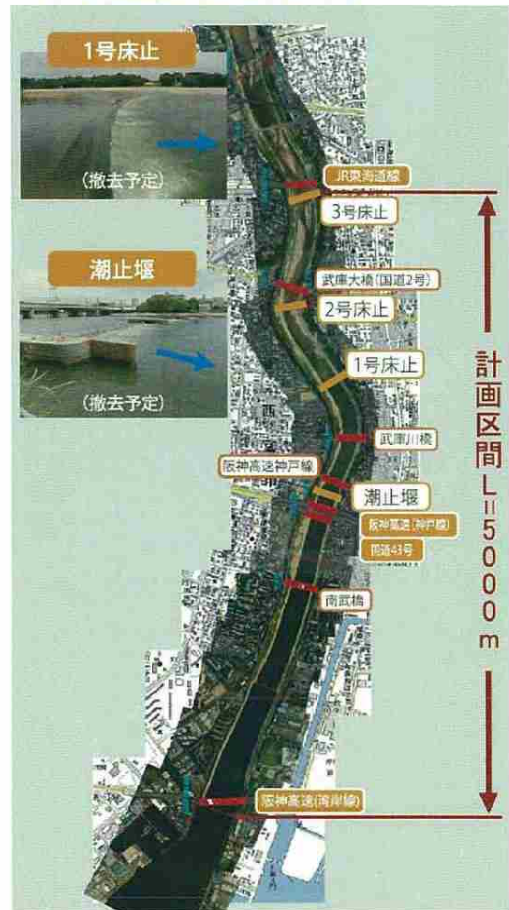 1号床止
(撤去予定)
潮止堰
(撤去予定)
JR東海道線
3号床止
武庫大橋(国道2号)
2号床止
1号床止
武庫川橋
阪神高速神戸線
潮止堰
阪神高速(神戸線)
国道43号
南武橋
阪神高速(湾岸線)
計画区間 L=5000m